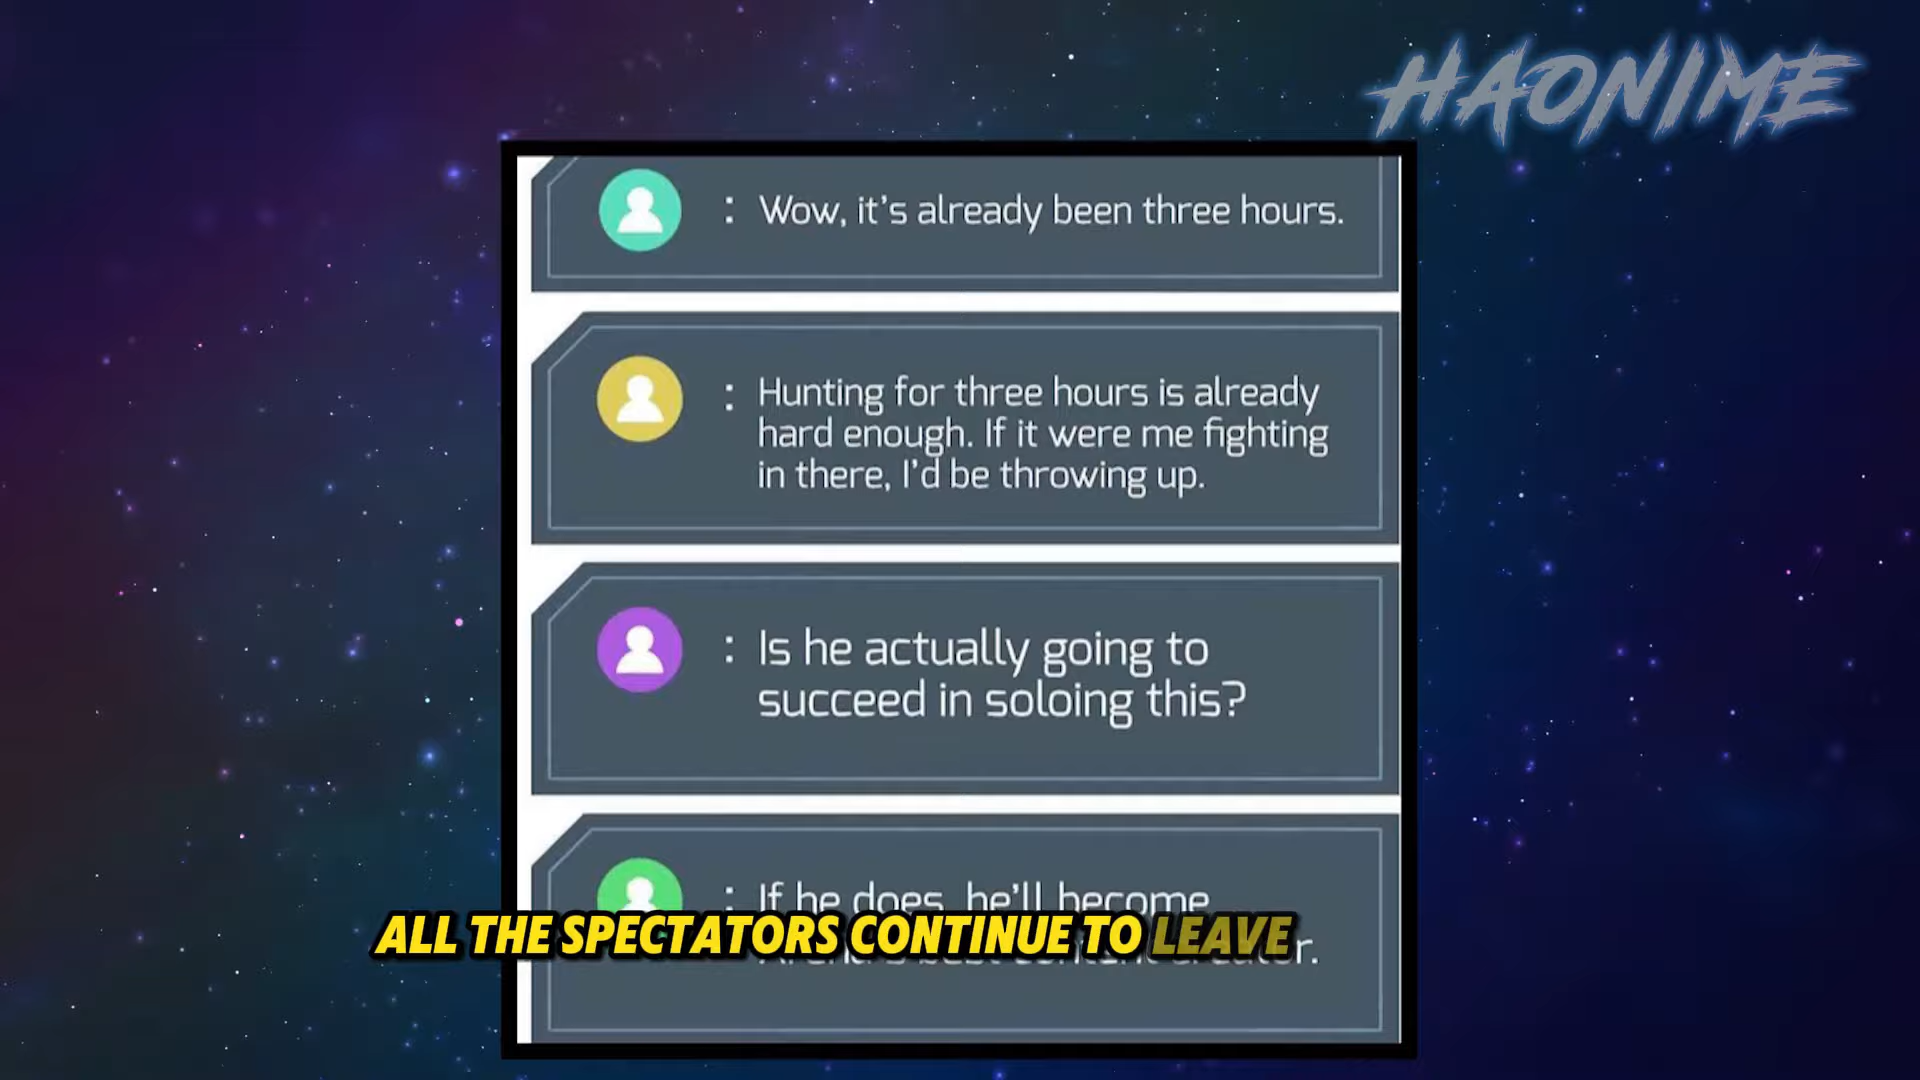 HAONIME
: Wow, it's already been three hours.
: Hunting for three hours is already
hard enough. If it were me fighting
in there, I'd be throwing up.
: Is he actually going to
succeed in soloing this?
: If he does, he'll become
ALL THE SPECTATORS CONTINUE TO LEAVE